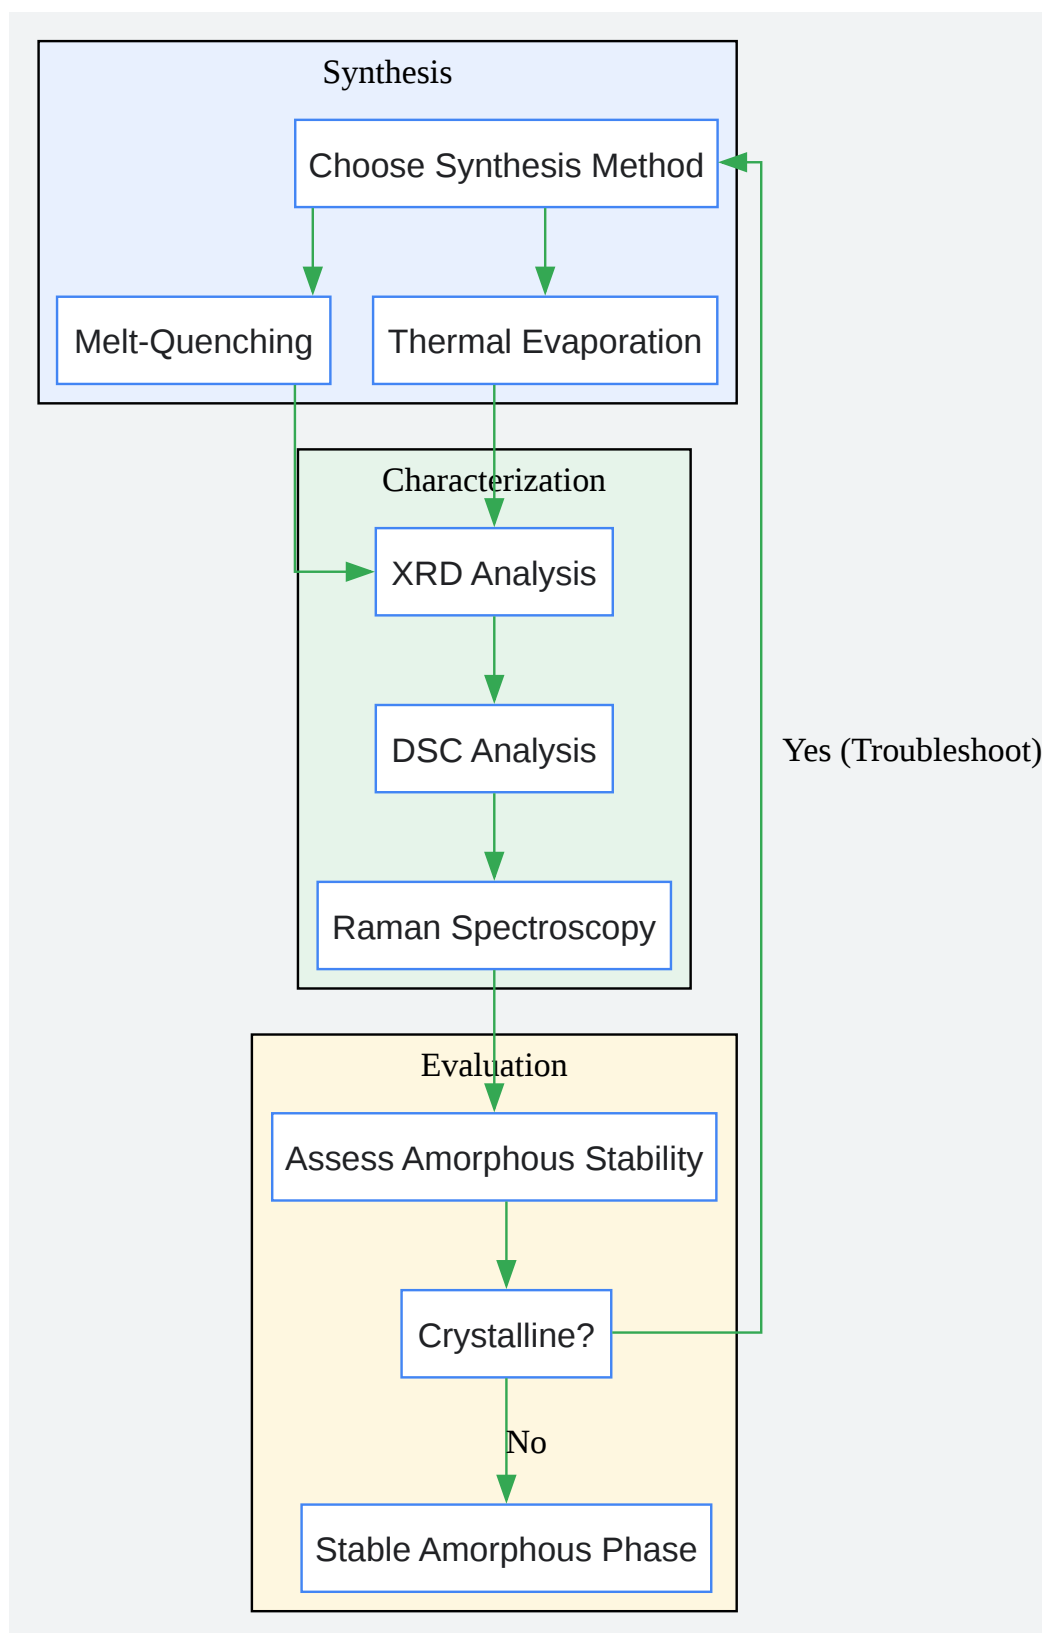 Synthesis
Choose Synthesis Method
Melt-Quenching
Thermal Evaporation
Characterization
XRD Analysis
DSC Analysis
Yes (Troubleshoot)
Raman Spectroscopy
Evaluation
Assess Amorphous Stability
Crystalline?
No
Stable Amorphous Phase